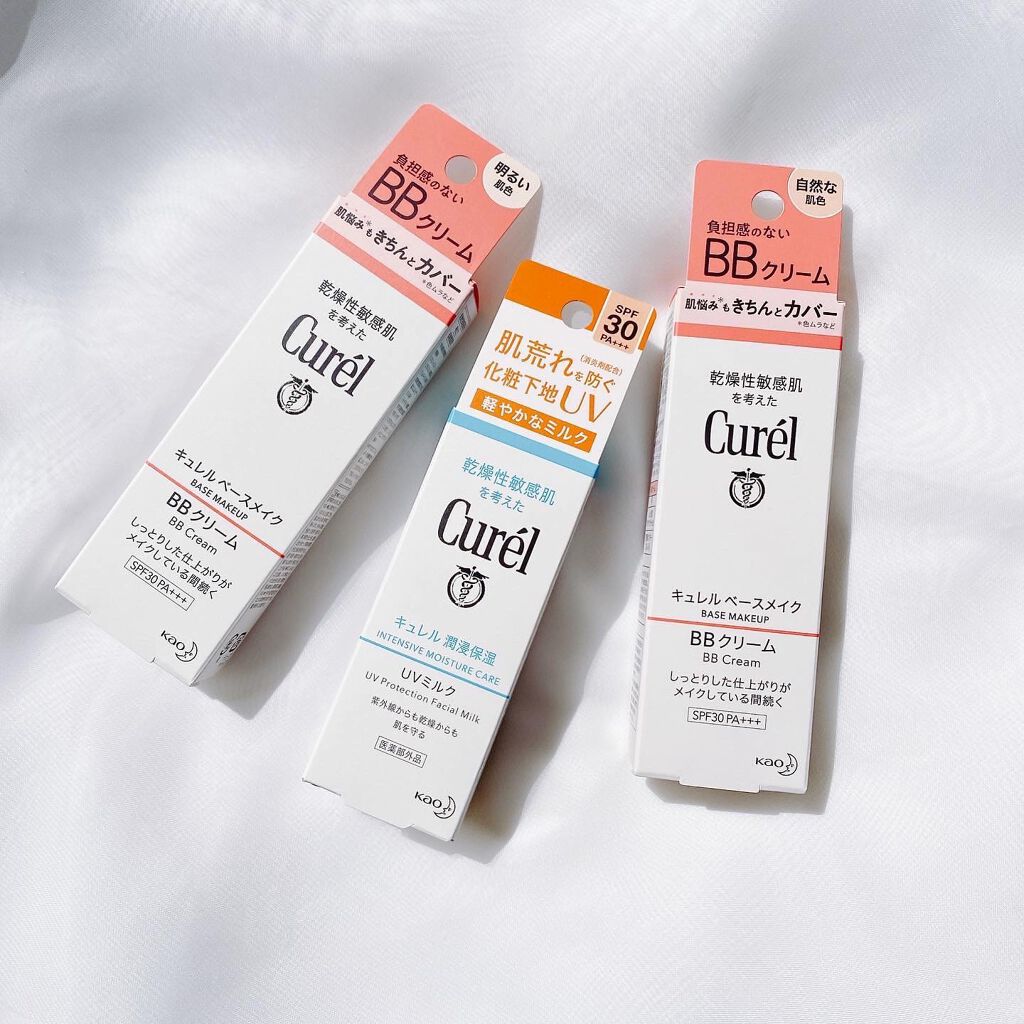 明るい
肌色
負担感のない
BBクリーム
肌悩み*もきちんとカバー
*色ムラなど
乾燥性敏感肌
を考えた
Curél
キュレル ベースメイク
BASE MAKEUP
BBクリーム
BB Cream
しっとりした仕上がりが
メイクしている間続く
SPF30 PA+++
Kao
SPF
30
PA+++
肌荒れを防ぐ
(消炎剤配合)
化粧下地UV
軽やかなミルク
乾燥性敏感肌
を考えた
Curél
キュレル 潤浸保湿
INTENSIVE MOISTURE CARE
UVミルク
UV Protection Facial Milk
紫外線からも乾燥からも
肌を守る
医薬部外品
Kao
自然な
肌色
負担感のない
BBクリーム
肌悩み*もきちんとカバー
*色ムラなど
乾燥性敏感肌
を考えた
Curél
キュレル ベースメイク
BASE MAKEUP
BBクリーム
BB Cream
しっとりした仕上がりが
メイクしている間続く
SPF30 PA+++
Kao